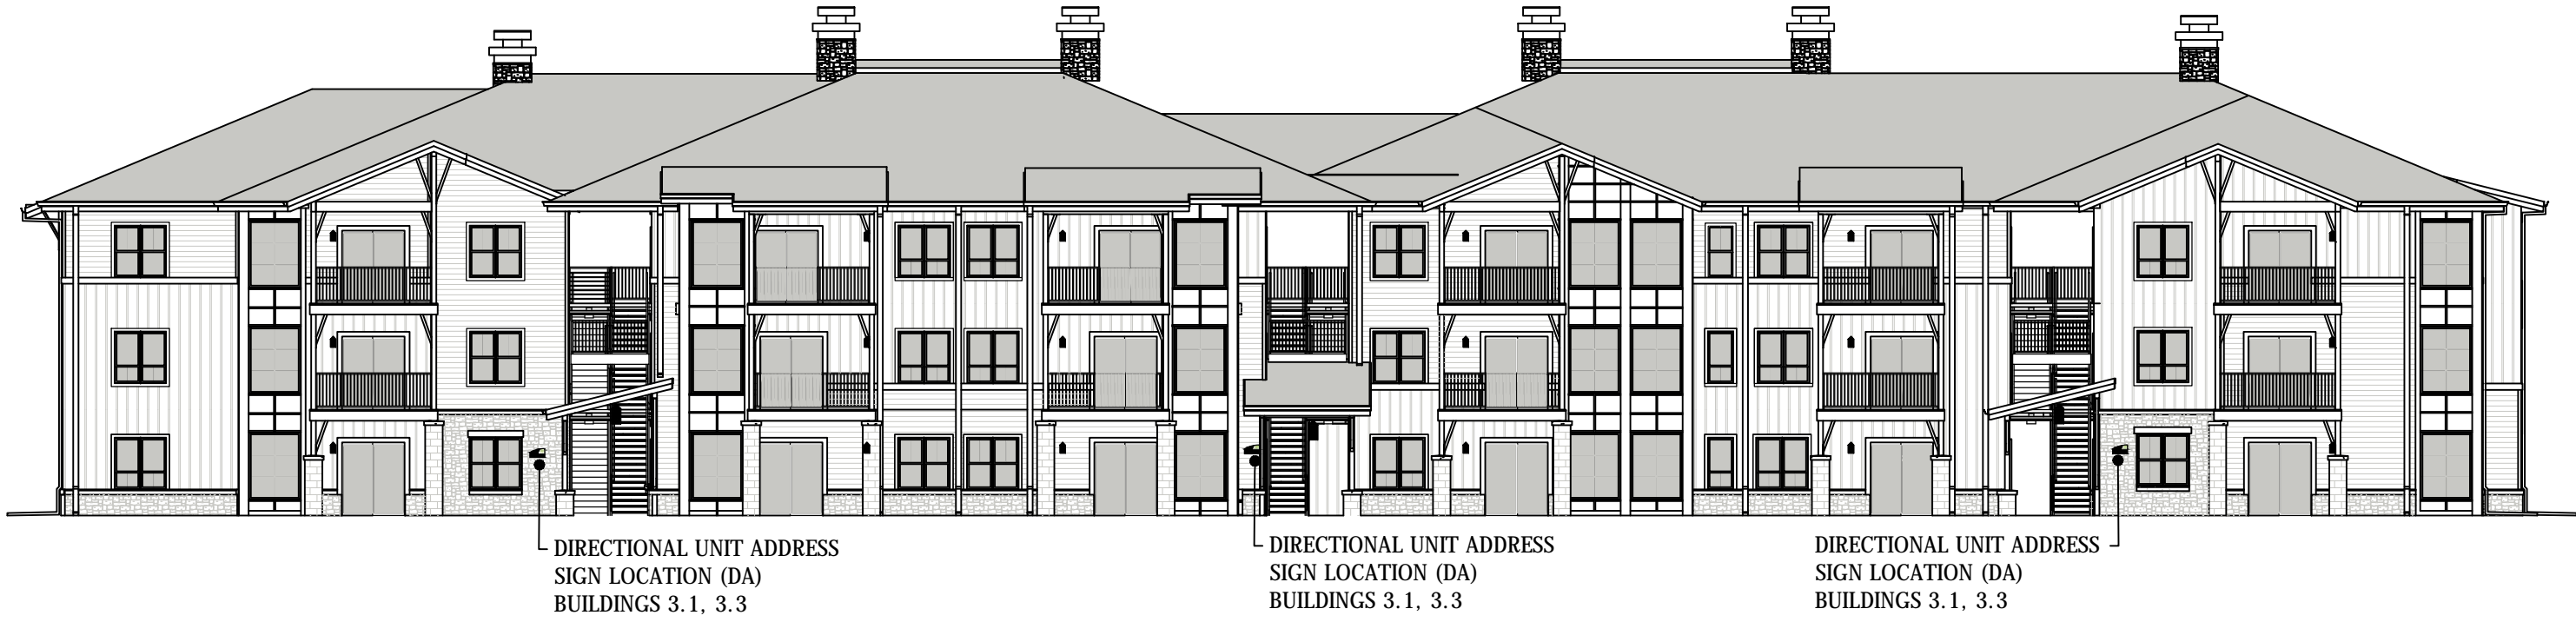 DIRECTIONAL UNIT ADDRESS
SIGN LOCATION (DA)
BUILDINGS 3.1, 3.3
DIRECTIONAL UNIT ADDRESS
SIGN LOCATION (DA)
BUILDINGS 3.1, 3.3
DIRECTIONAL UNIT ADDRESS
SIGN LOCATION (DA)
BUILDINGS 3.1, 3.3